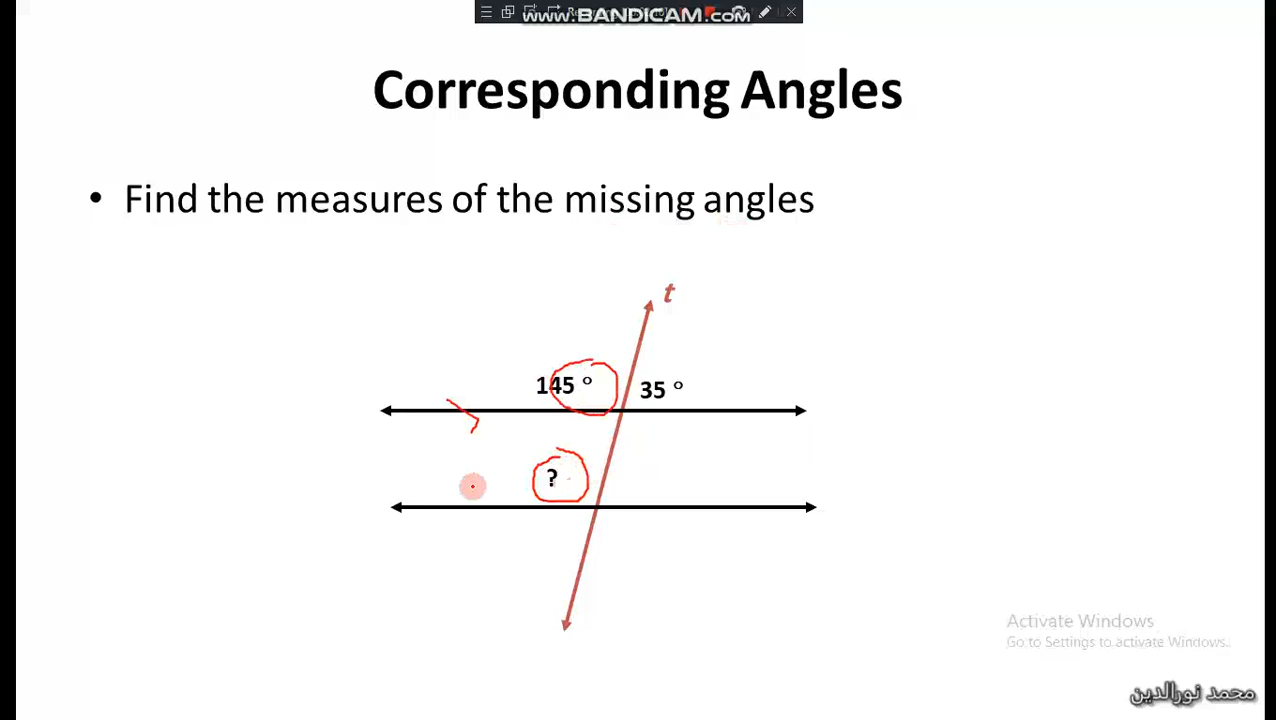 www.BANDICAM.com
Corresponding Angles
• Find the measures of the missing angles
t
145 °
35 °
?
Activate Windows
Go to Settings to activate Windows.
محمد نورالدين